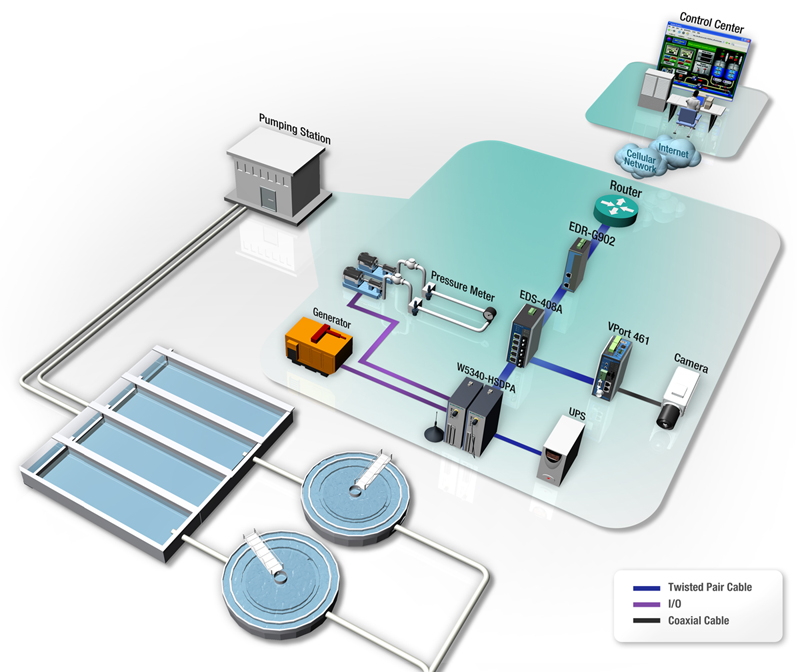 Control Center
Pumping Station
Internet
Cellular
Network
Router
EDR-G902
Pressure Meter
EDS-408A
Generator
VPort 461
W5340-HSDPA
Camera
UPS
Twisted Pair Cable
I/O
Coaxial Cable